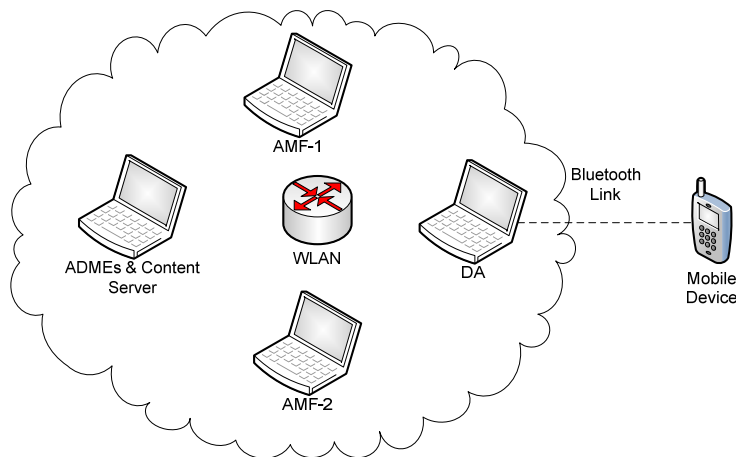 AMF-1
Bluetooth
Link
ADMEs & Content
Server
WLAN
DA
Mobile
Device
AMF-2